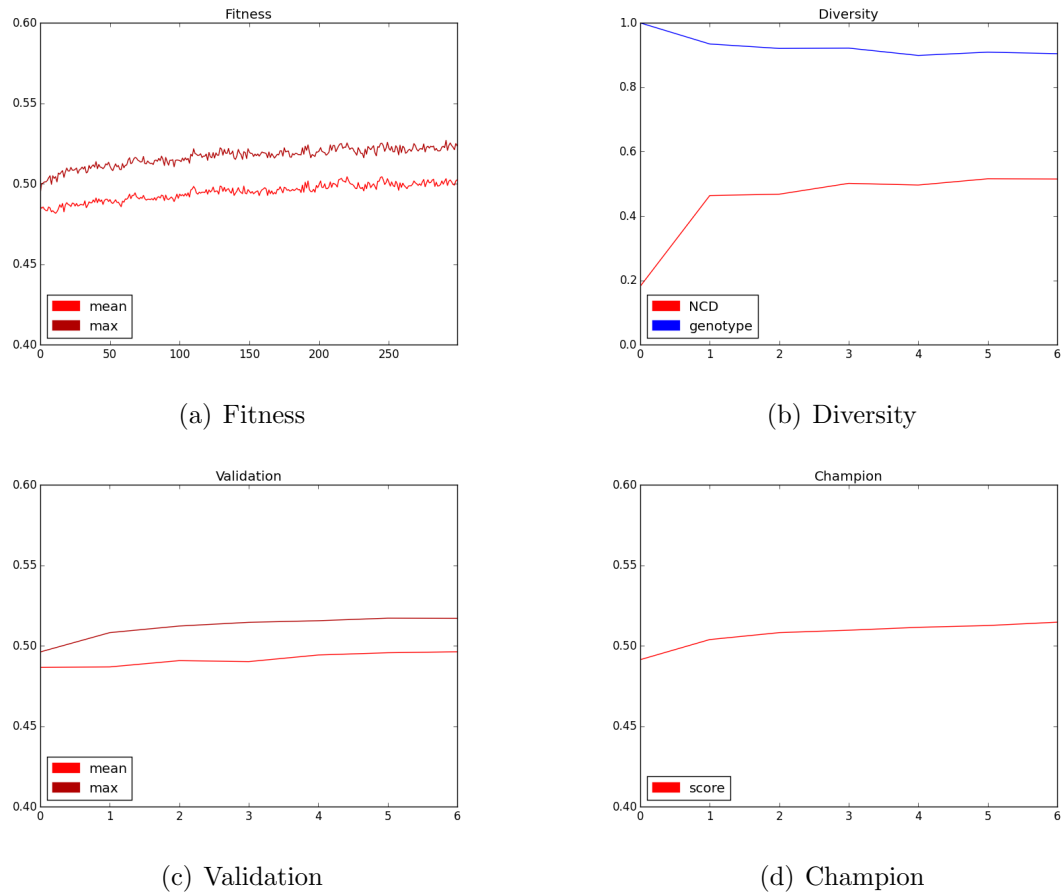 Fitness
0.60
0.55
0.50
0.45
0.40
0 50 100 150 200 250
mean
max
(a) Fitness
Diversity
1.0
0.8
0.6
0.4
0.2
0.0
0 1 2 3 4 5 6
NCD
genotype
(b) Diversity
Validation
0.60
0.55
0.50
0.45
0.40
0 1 2 3 4 5 6
mean
max
(c) Validation
Champion
0.60
0.55
0.50
0.45
0.40
0 1 2 3 4 5 6
score
(d) Champion